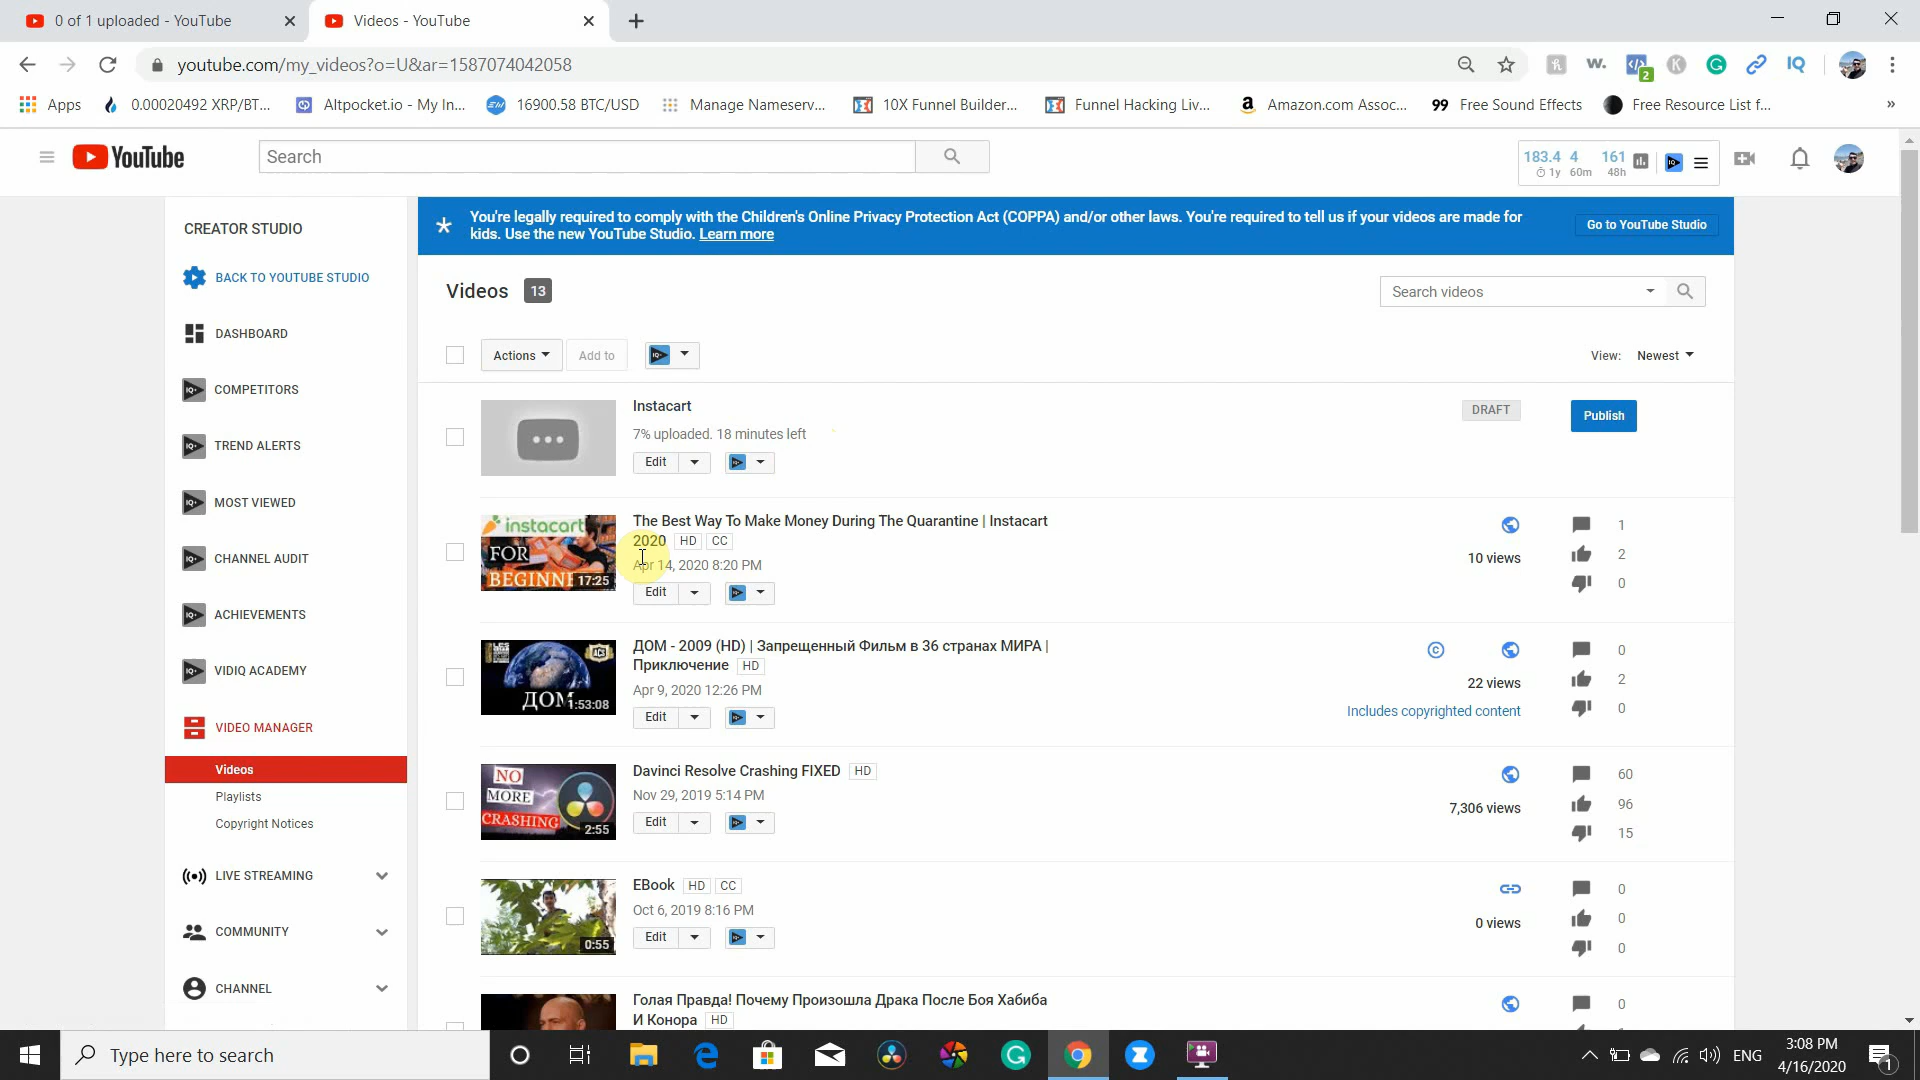 0 of 1 uploaded - YouTube
Videos - YouTube
youtube.com/my_videos?o=U&ar=1587074042058
Apps
0.00020492 XRP/BT...
Altpocket.io - My In...
16900.58 BTC/USD
Manage Nameserv...
10X Funnel Builder...
Funnel Hacking Liv...
Amazon.com Assoc...
Free Sound Effects
Free Resource List f...
YouTube
Search
183.4 4 161
1y 60m 48h
CREATOR STUDIO
BACK TO YOUTUBE STUDIO
DASHBOARD
COMPETITORS
TREND ALERTS
MOST VIEWED
CHANNEL AUDIT
ACHIEVEMENTS
VIDIQ ACADEMY
VIDEO MANAGER
Videos
Playlists
Copyright Notices
LIVE STREAMING
COMMUNITY
CHANNEL
You're legally required to comply with the Children's Online Privacy Protection Act (COPPA) and/or other laws. You're required to tell us if your videos are made for
kids. Use the new YouTube Studio. Learn more
Go to YouTube Studio
Videos 13
Search videos
Actions
Add to
View: Newest
Instacart
7% uploaded. 18 minutes left
Edit
DRAFT
Publish
instacart
FOR
BEGINNE
17:25
The Best Way To Make Money During The Quarantine | Instacart
2020 HD CC
Apr 14, 2020 8:20 PM
Edit
10 views
1
2
0
ДОМ
1:53:08
ДОМ - 2009 (HD) | Запрещенный Фильм в 36 странах МИРА |
Приключение HD
Apr 9, 2020 12:26 PM
Edit
22 views
Includes copyrighted content
0
2
0
NO
MORE
CRASHING
2:55
Davinci Resolve Crashing FIXED HD
Nov 29, 2019 5:14 PM
Edit
7,306 views
60
96
15
0:55
EBook HD CC
Oct 6, 2019 8:16 PM
Edit
0 views
0
0
0
Голая Правда! Почему Произошла Драка После Боя Хабиба
И Конора HD
0
Type here to search
ENG
3:08 PM
4/16/2020
1